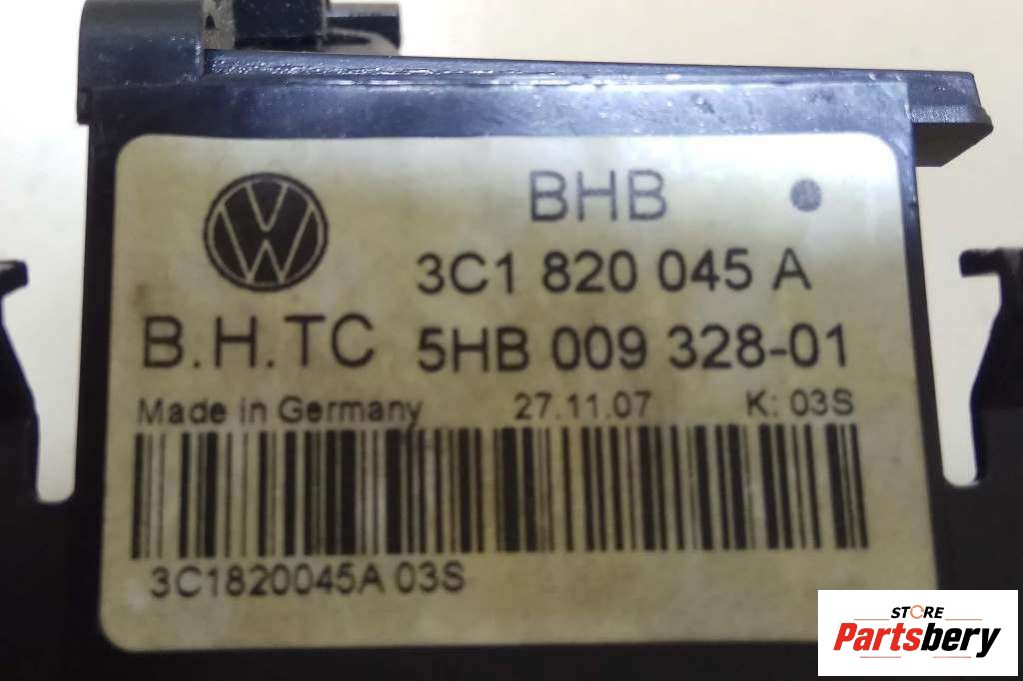 BHB
3C1 820 045 A
B.H.TC 5HB 009 328-01
Made in Germany 27.11.07 K: 03S
3C1820045A 03S
STORE
Partsbery